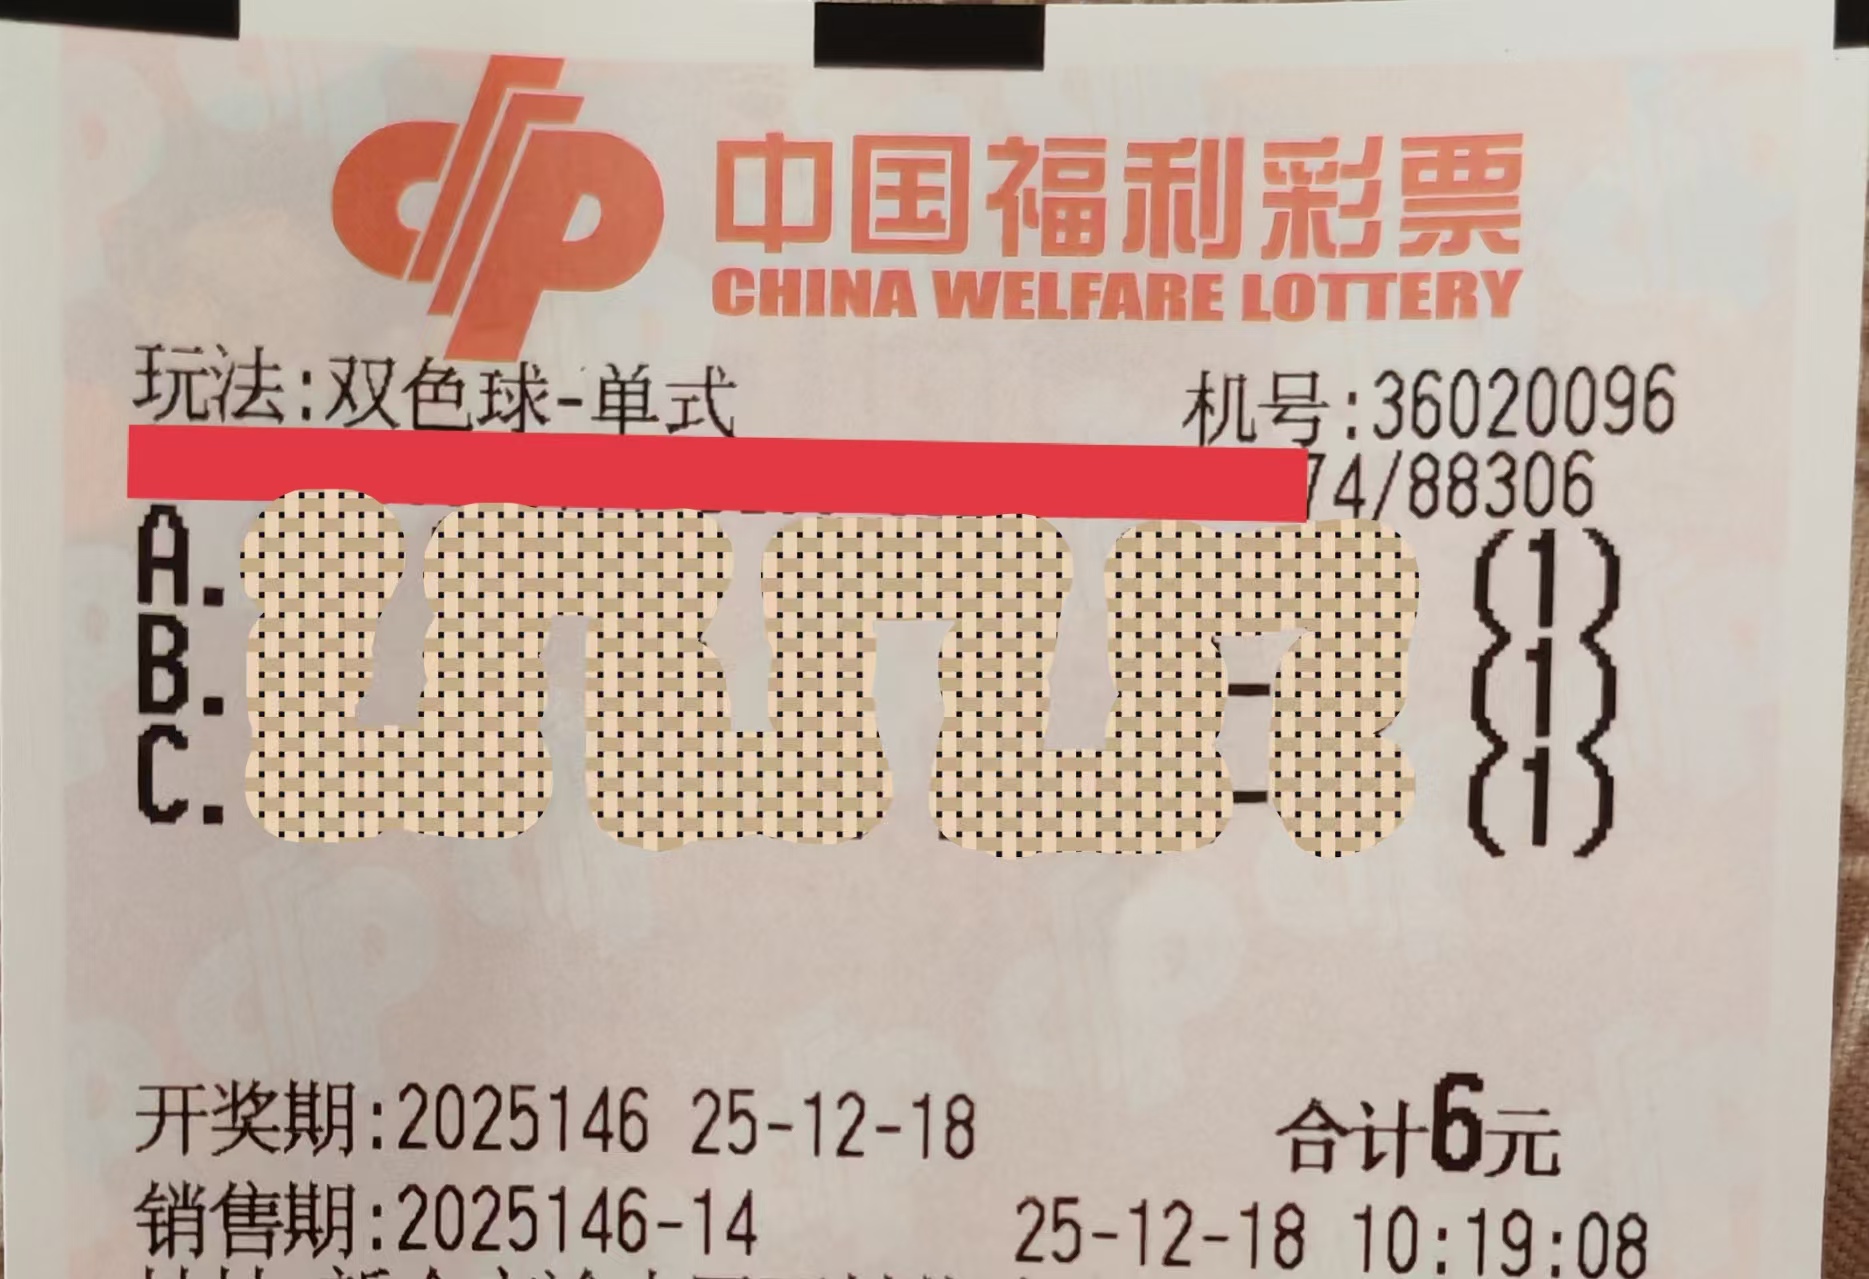 中国福利彩票
CHINA WELFARE LOTTERY
玩法:双色球-单式 机号:36020096
74/88306
A. (1)
B. - (1)
C. - (1)
开奖期:2025146 25-12-18 合计6元
销售期:2025146-14 25-12-18 10:19:08